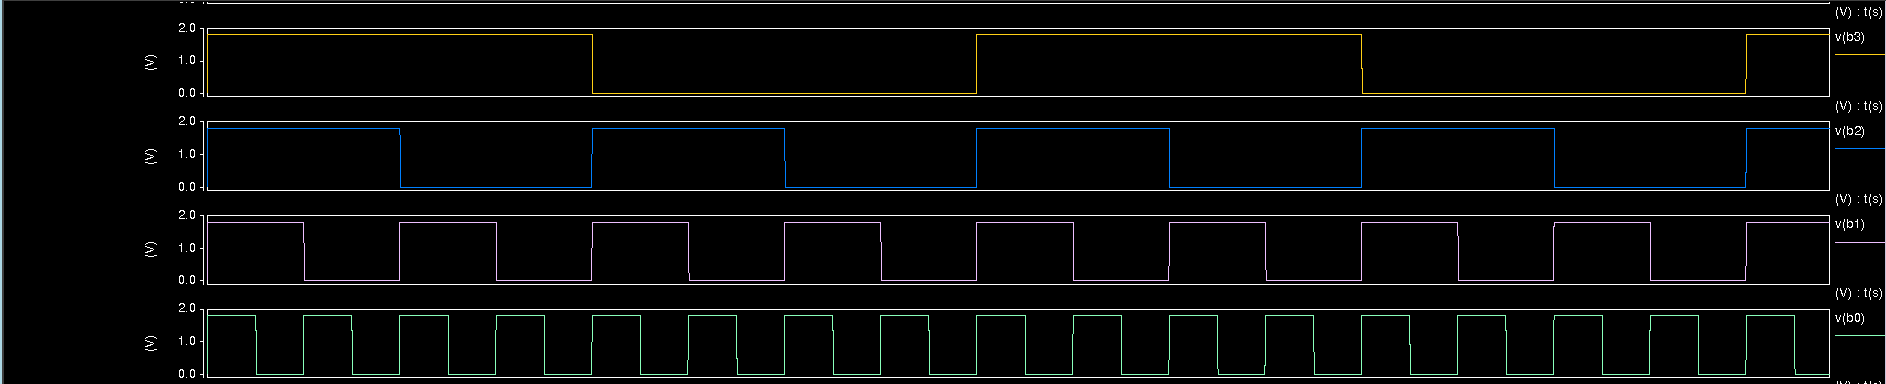 (V) : t(s)
2.0
v(b3)
(V)
1.0
0.0
(V) : t(s)
2.0
v(b2)
(V)
1.0
0.0
(V) : t(s)
2.0
v(b1)
(V)
1.0
0.0
(V) : t(s)
2.0
v(b0)
(V)
1.0
0.0